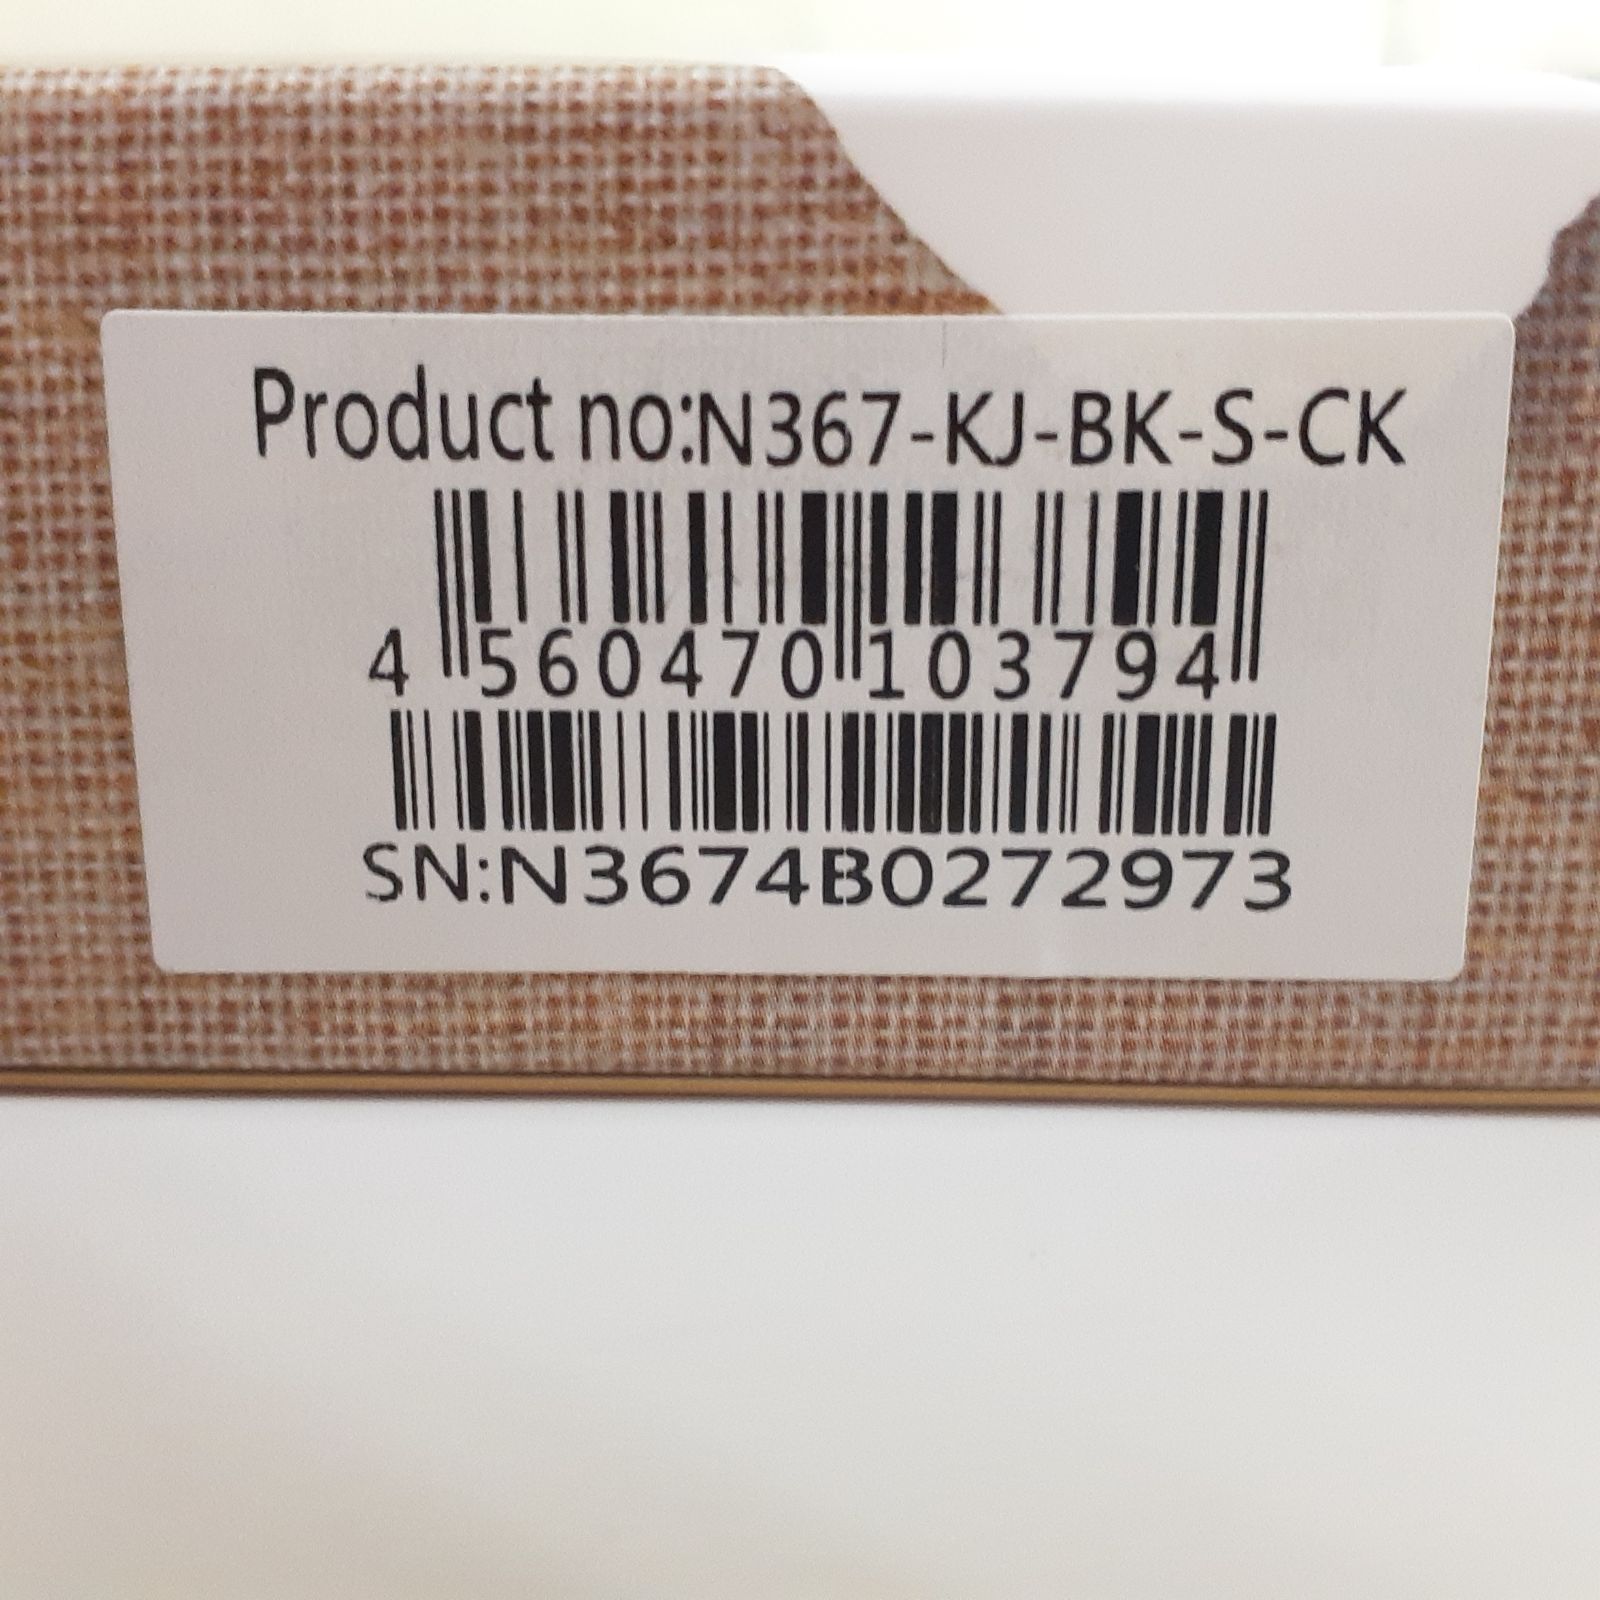 Product no:N367-KJ-BK-S-CK
4 560470 103794
SN:N3674B0272973